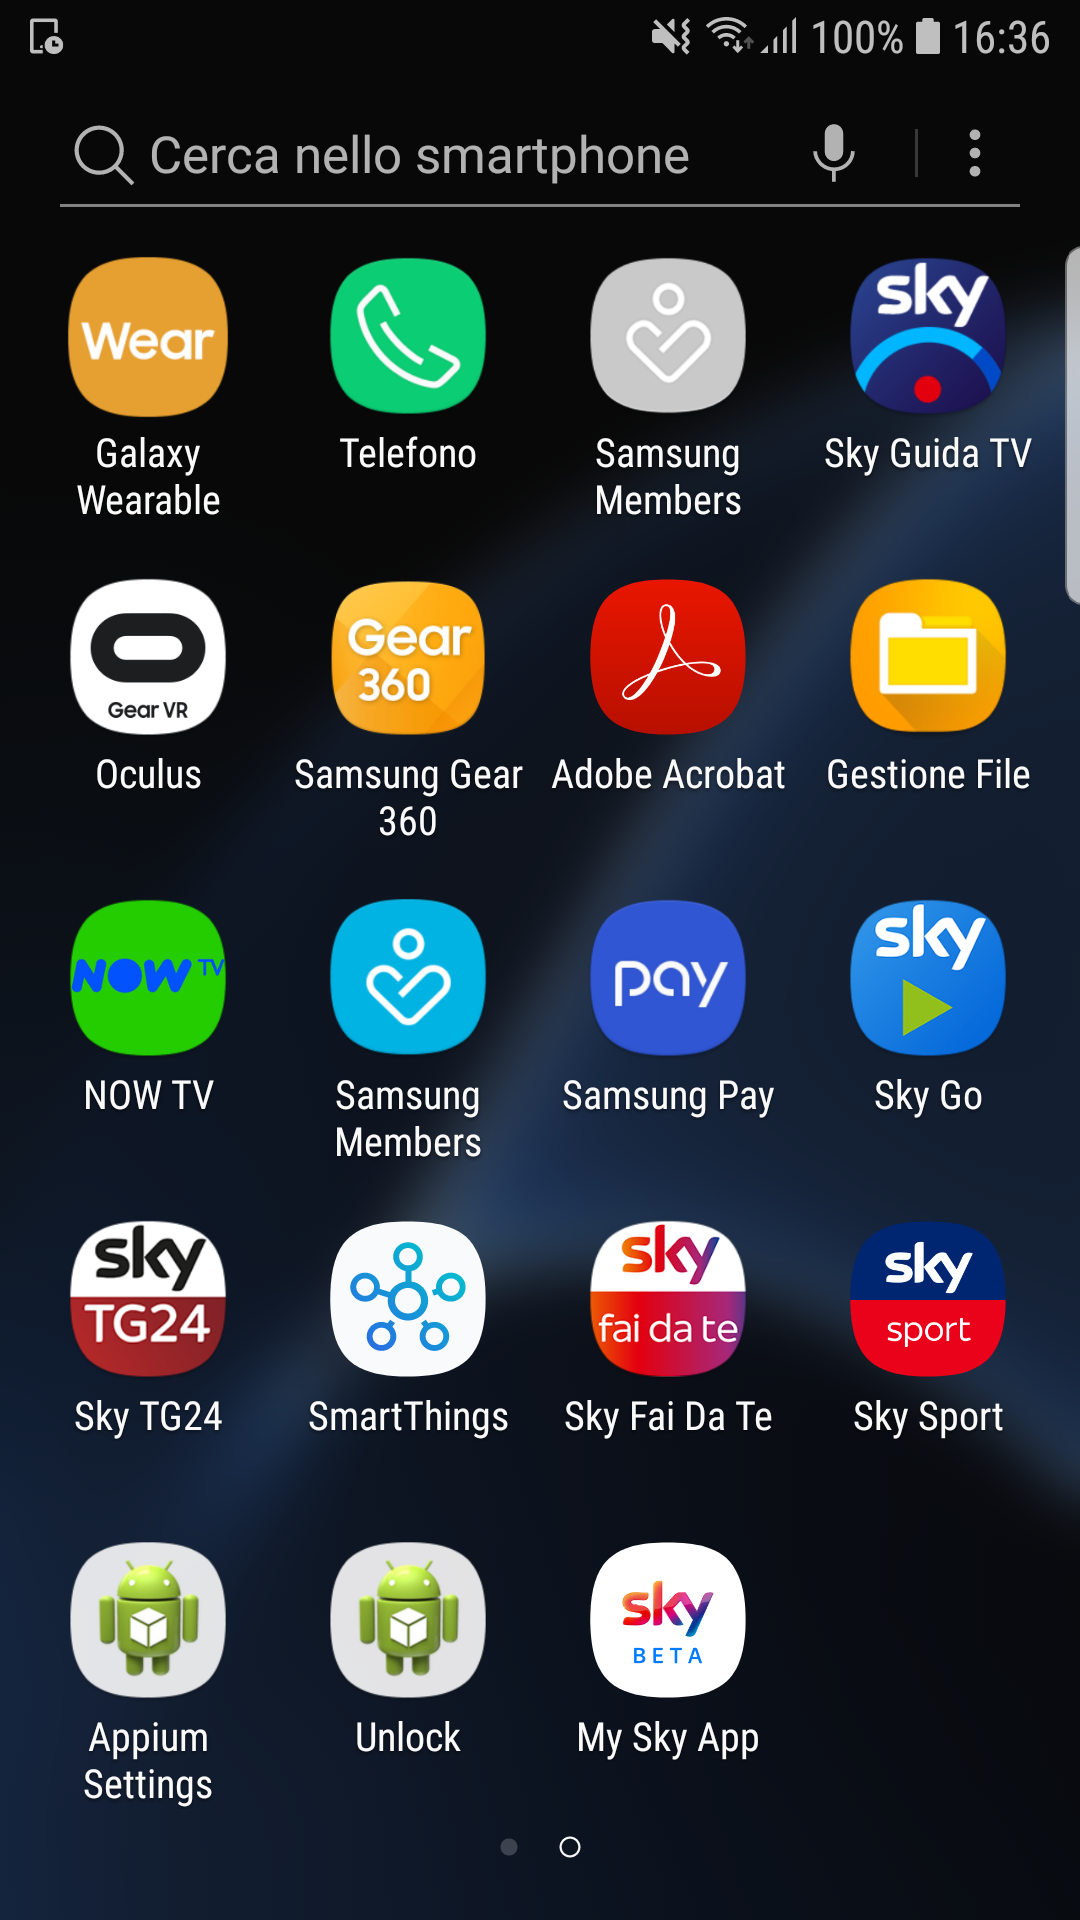 100% 16:36
Cerca nello smartphone
Wear
sky
Galaxy
Wearable
Telefono
Samsung
Members
Sky Guida TV
Gear VR
Gear
360
Oculus
Samsung Gear
360
Adobe Acrobat
Gestione File
NOW TV
pay
sky
NOW TV
Samsung
Members
Samsung Pay
Sky Go
sky
TG24
sky
fai da te
sky
sport
Sky TG24
SmartThings
Sky Fai Da Te
Sky Sport
sky
BETA
Appium
Settings
Unlock
My Sky App